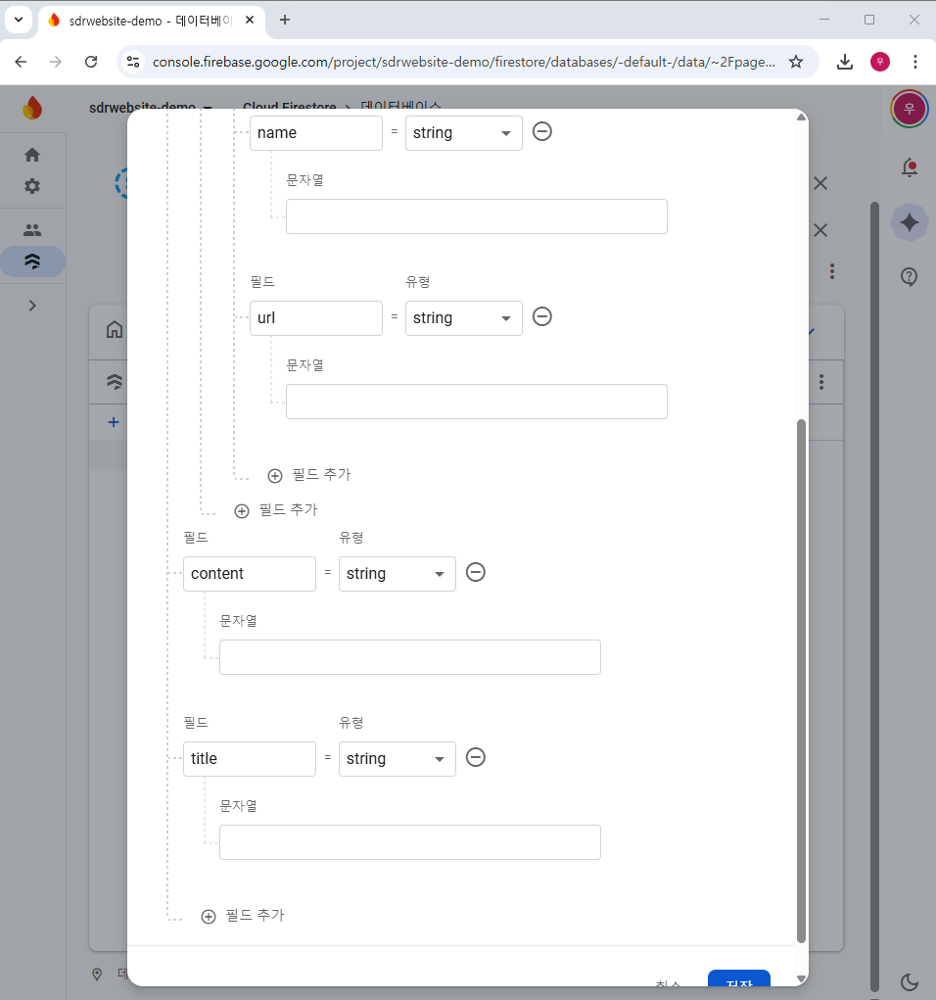 sdrwebsite-demo - 데이터베이
console.firebase.google.com/project/sdrwebsite-demo/firestore/databases/-default-/data/~2Fpage...
우
sdrwebsite-demo
Cloud Firestore > 데이터베이스
우
name = string
문자열
필드 유형
url = string
문자열
필드 추가
필드 추가
필드 유형
content = string
문자열
필드 유형
title = string
문자열
필드 추가
취소 저장